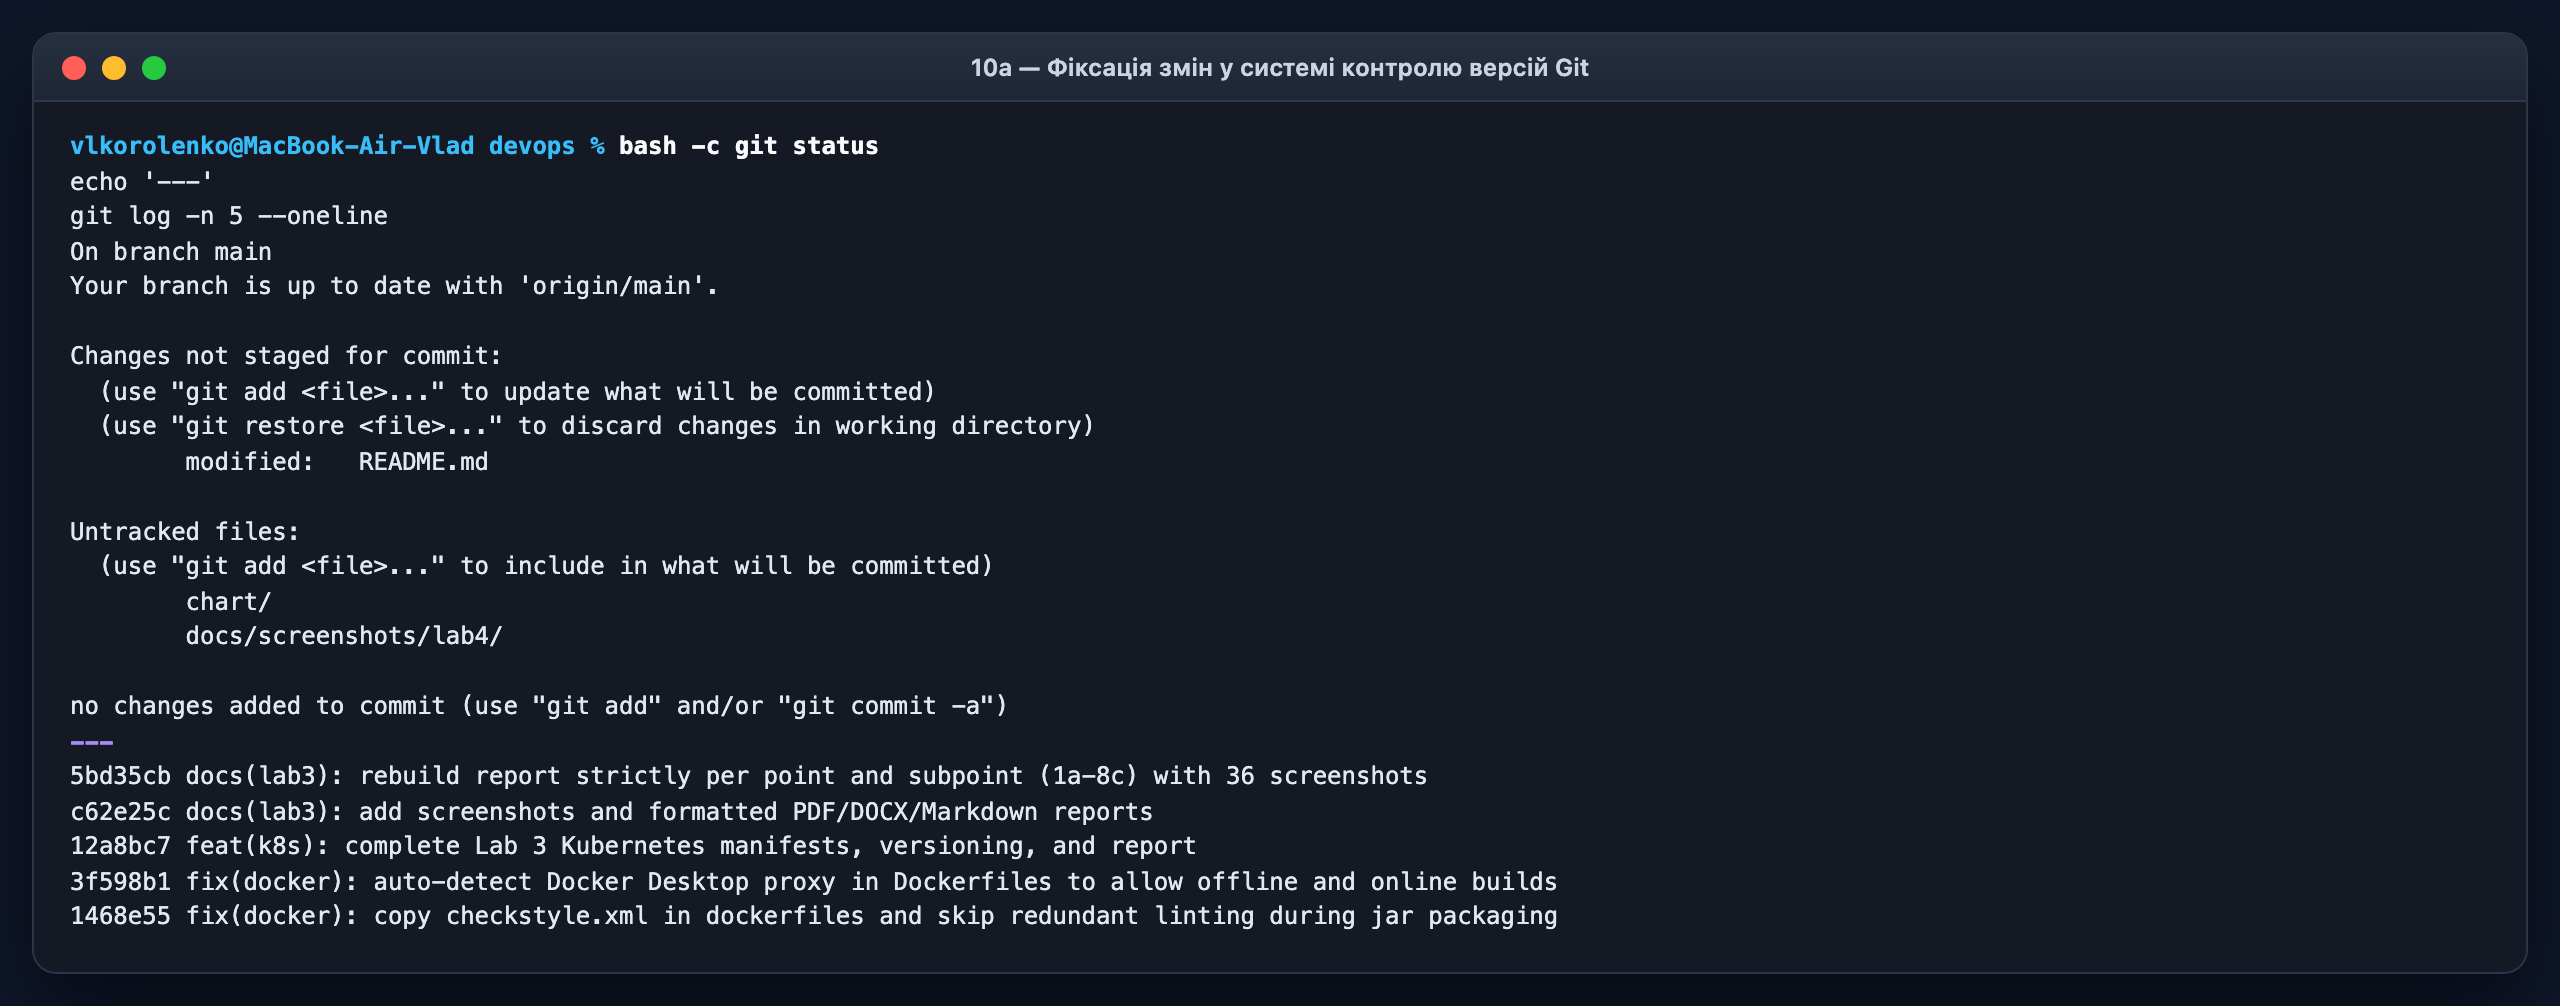 10a — Фіксація змін у системі контролю версій Git
vlkorolenko@MacBook-Air-Vlad devops % bash -c git status
echo '---'
git log -n 5 --oneline
On branch main
Your branch is up to date with 'origin/main'.
Changes not staged for commit:
  (use "git add <file>..." to update what will be committed)
  (use "git restore <file>..." to discard changes in working directory)
        modified:   README.md
Untracked files:
  (use "git add <file>..." to include in what will be committed)
        chart/
        docs/screenshots/lab4/
no changes added to commit (use "git add" and/or "git commit -a")
---
5bd35cb docs(lab3): rebuild report strictly per point and subpoint (1a-8c) with 36 screenshots
c62e25c docs(lab3): add screenshots and formatted PDF/DOCX/Markdown reports
12a8bc7 feat(k8s): complete Lab 3 Kubernetes manifests, versioning, and report
3f598b1 fix(docker): auto-detect Docker Desktop proxy in Dockerfiles to allow offline and online builds
1468e55 fix(docker): copy checkstyle.xml in dockerfiles and skip redundant linting during jar packaging